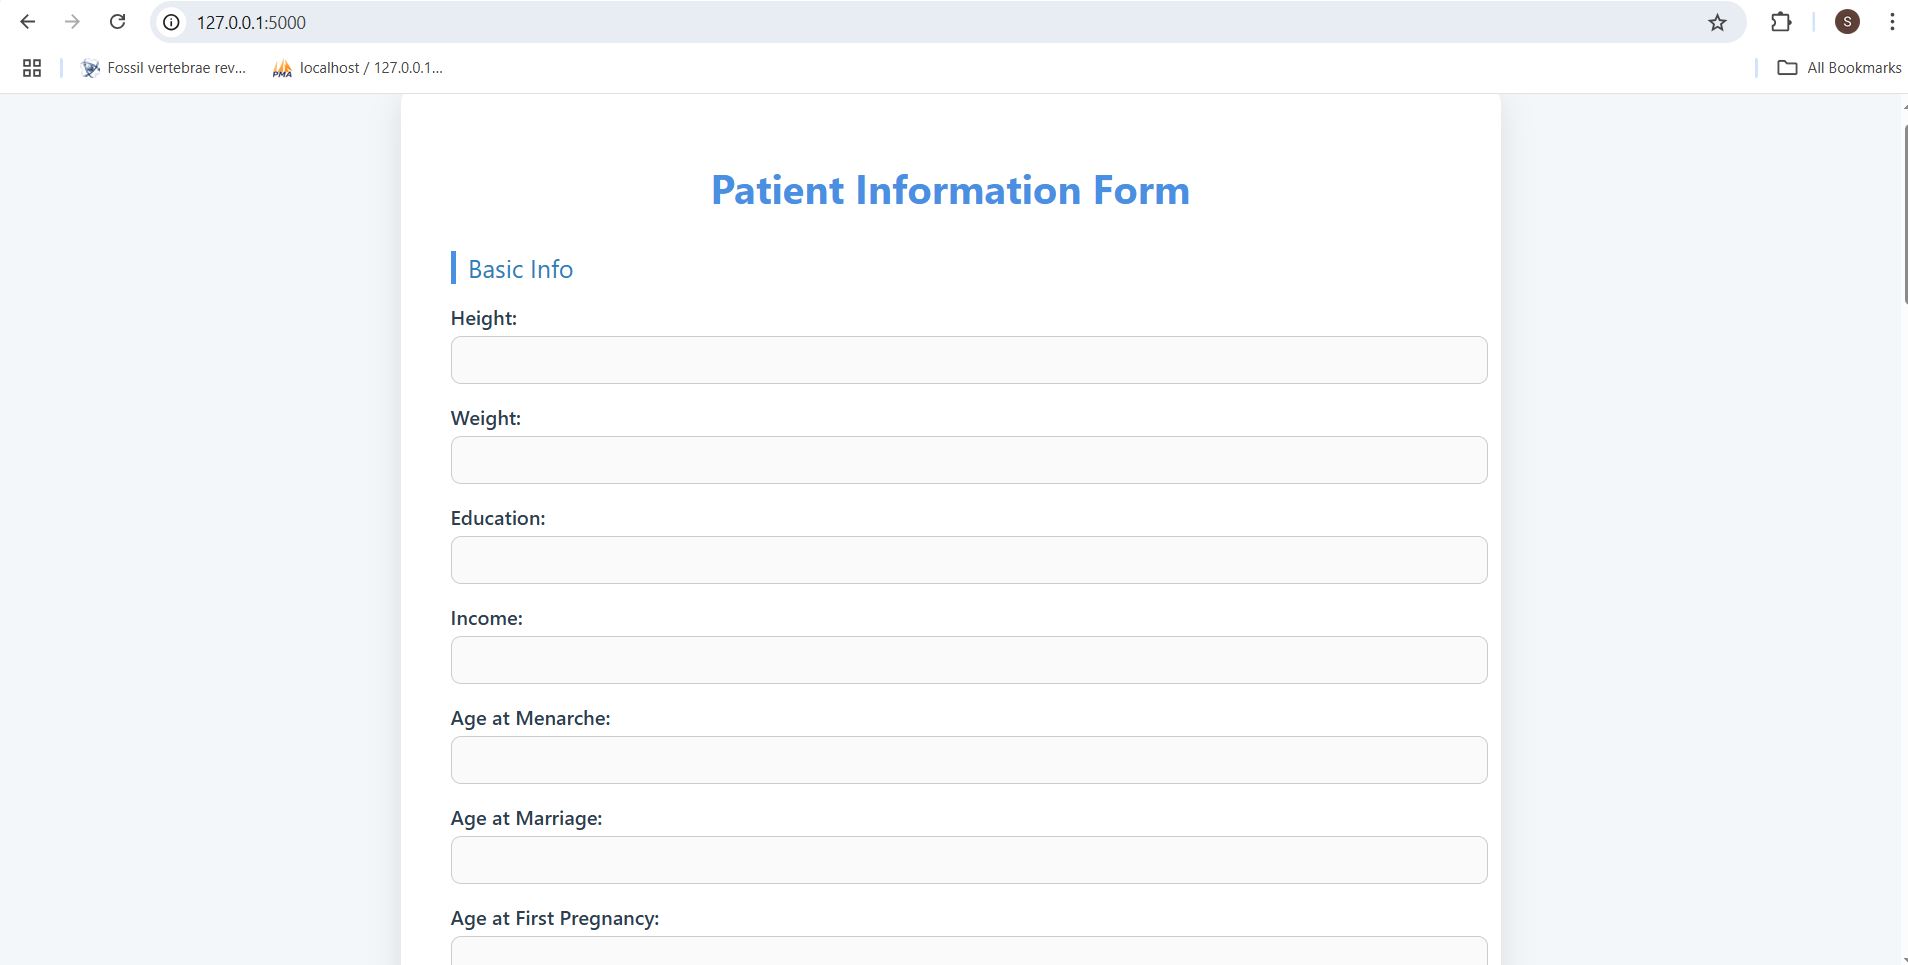 127.0.0.1:5000
S
Fossil vertebrae rev...
PMA localhost / 127.0.0.1...
All Bookmarks
Patient Information Form
Basic Info
Height:
Weight:
Education:
Income:
Age at Menarche:
Age at Marriage:
Age at First Pregnancy: